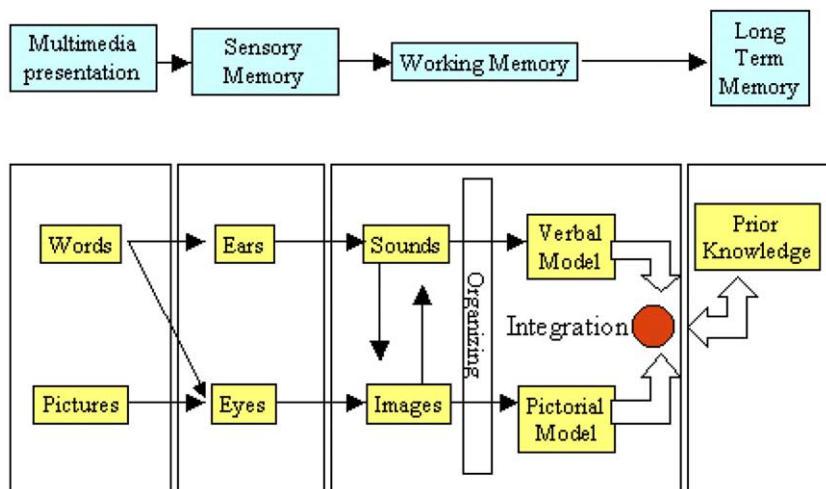 Multimedia
presentation
Sensory
Memory
Working Memory
Long
Term
Memory
Words
Ears
Sounds
Organizing
Verbal
Model
Prior
Knowledge
Integration
Pictures
Eyes
Images
Pictorial
Model